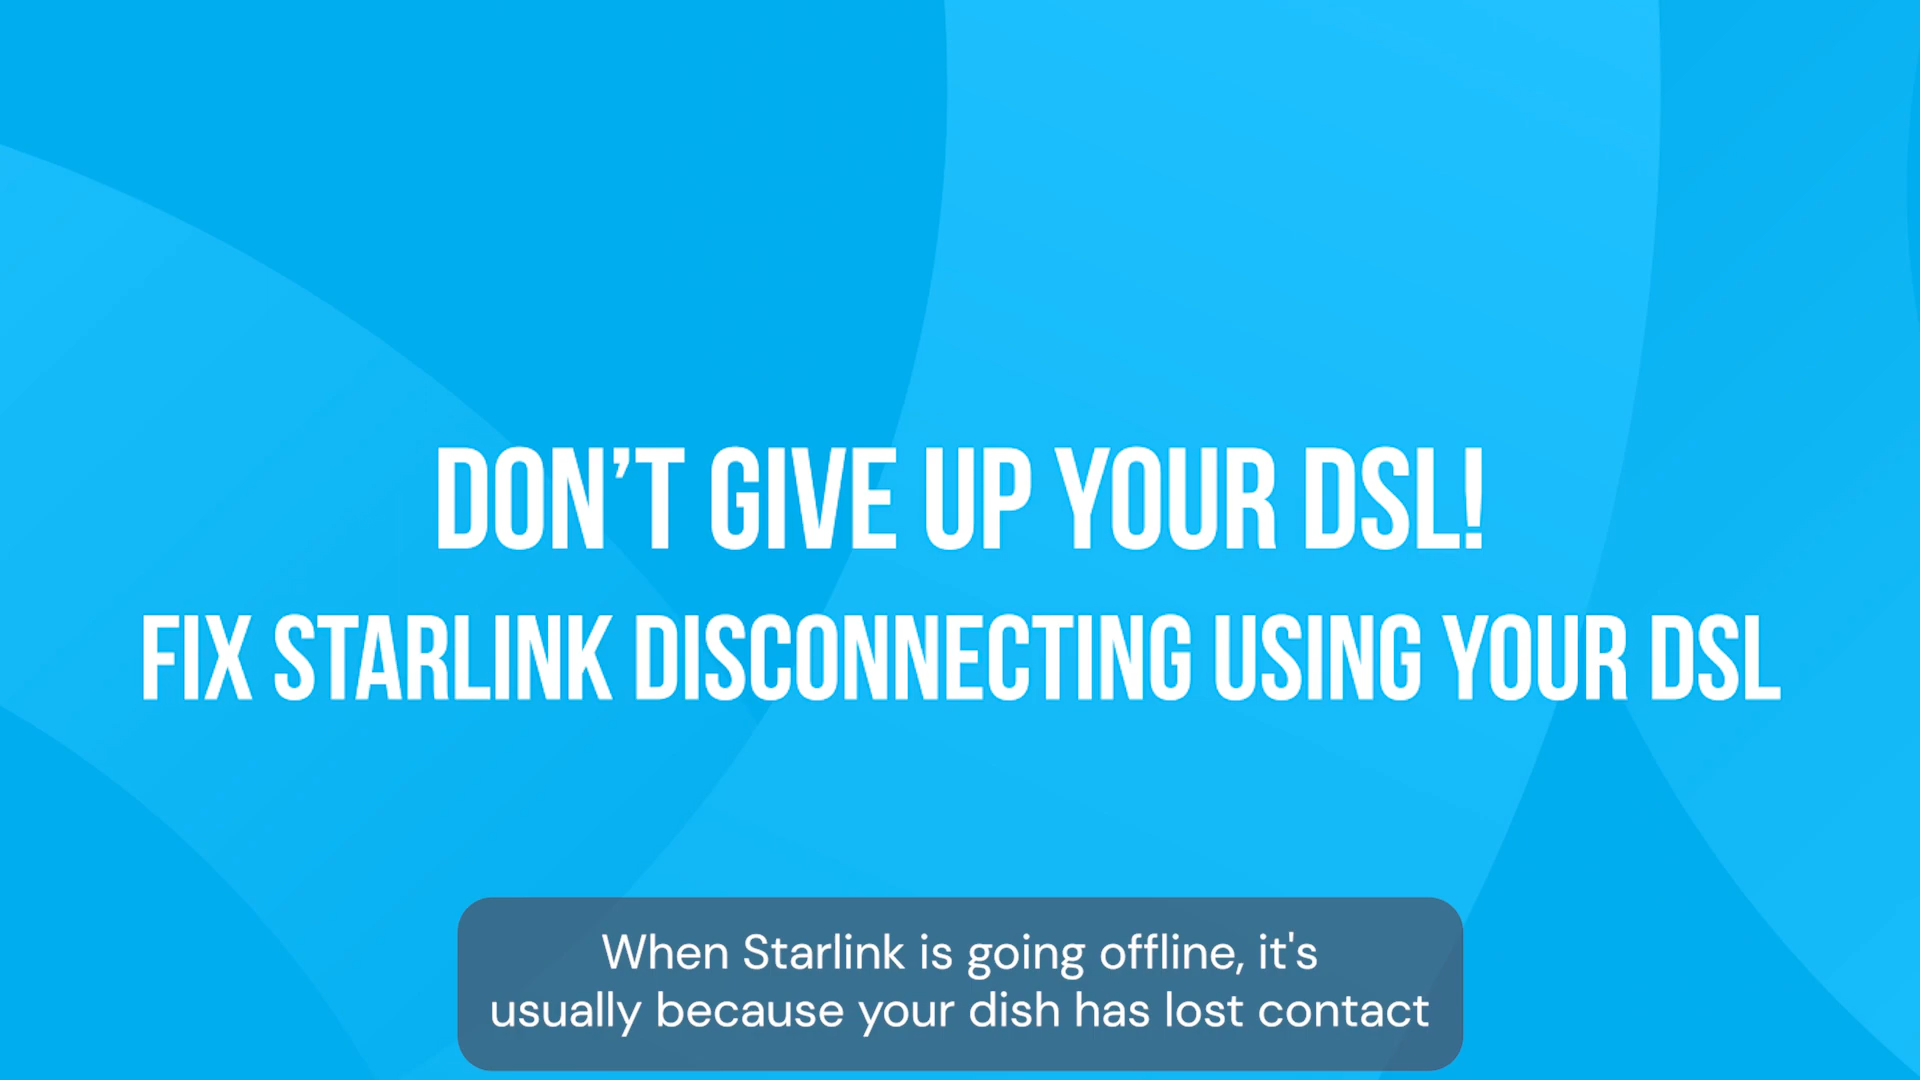 DON’T GIVE UP YOUR DSL!
FIX STARLINK DISCONNECTING USING YOUR DSL
When Starlink is going offline, it's
usually because your dish has lost contact